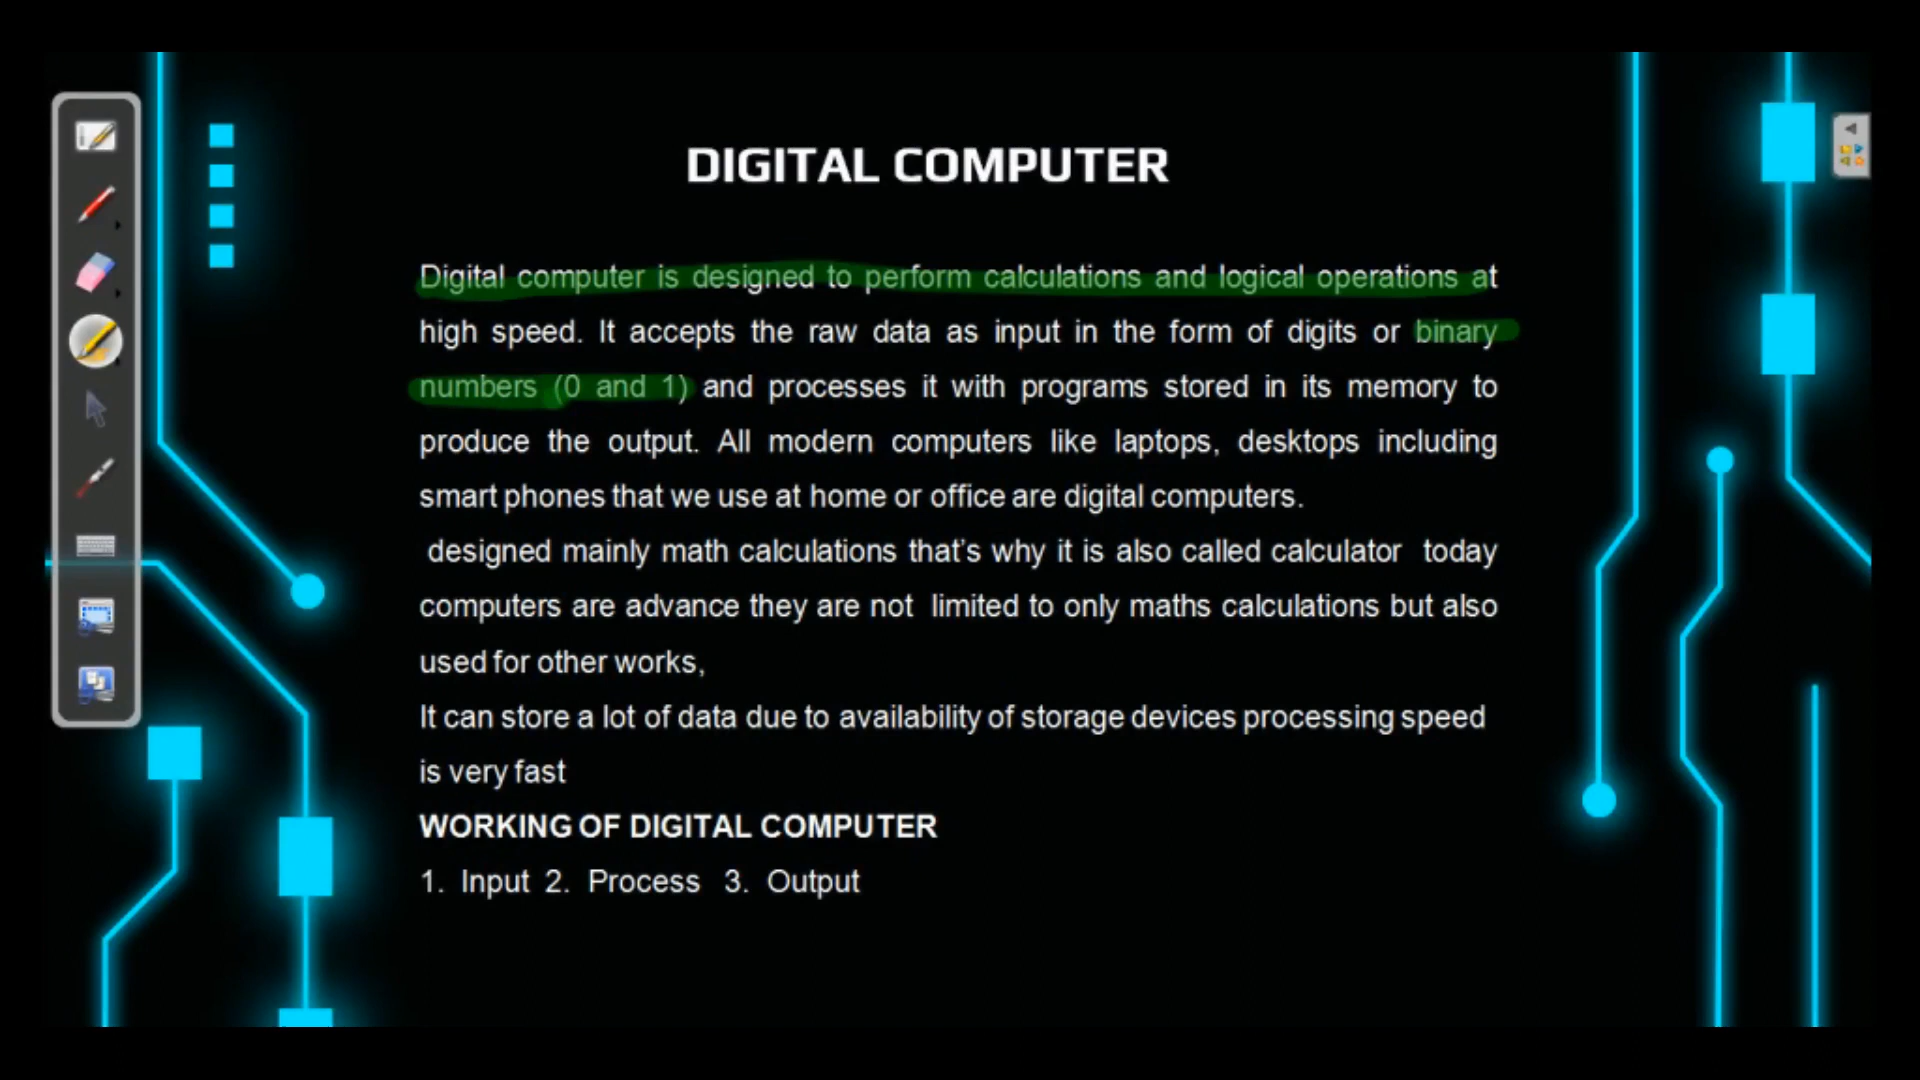 DIGITAL COMPUTER
Digital computer is designed to perform calculations and logical operations at
high speed. It accepts the raw data as input in the form of digits or binary
numbers (0 and 1) and processes it with programs stored in its memory to
produce the output. All modern computers like laptops, desktops including
smart phones that we use at home or office are digital computers.
designed mainly math calculations that’s why it is also called calculator today
computers are advance they are not limited to only maths calculations but also
used for other works,
It can store a lot of data due to availability of storage devices processing speed
is very fast
WORKING OF DIGITAL COMPUTER
1. Input 2. Process 3. Output